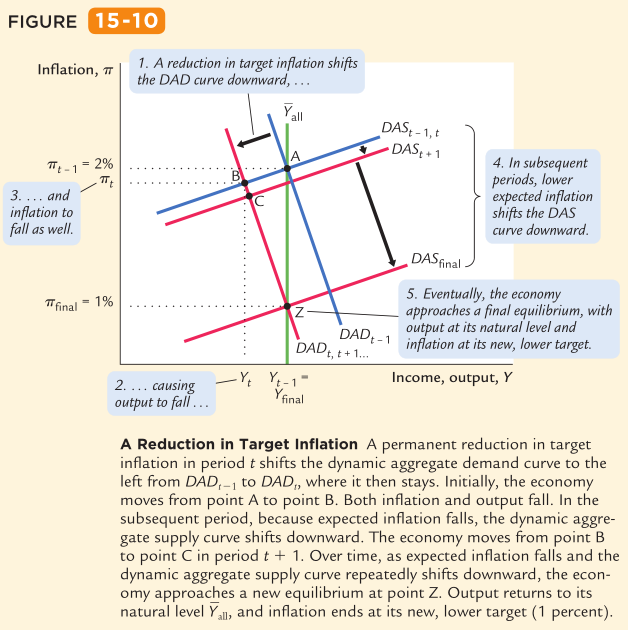 FIGURE 15-10
Inflation, π
1. A reduction in target inflation shifts
the DAD curve downward, . . .
Y̅all
DASt – 1, t
DASt + 1
A
πt – 1 = 2%
B
πt
C
3. . . . and
inflation to
fall as well.
4. In subsequent
periods, lower
expected inflation
shifts the DAS
curve downward.
DASfinal
πfinal = 1%
Z
5. Eventually, the economy
approaches a final equilibrium, with
output at its natural level and
inflation at its new, lower target.
DADt – 1
DADt, t + 1...
2. . . . causing
output to fall . . .
Yt
Yt – 1 =
Y̅final
Income, output, Y
A Reduction in Target Inflation A permanent reduction in target
inflation in period t shifts the dynamic aggregate demand curve to the
left from DADt – 1 to DADt, where it then stays. Initially, the economy
moves from point A to point B. Both inflation and output fall. In the
subsequent period, because expected inflation falls, the dynamic aggre-
gate supply curve shifts downward. The economy moves from point B
to point C in period t + 1. Over time, as expected inflation falls and the
dynamic aggregate supply curve repeatedly shifts downward, the econ-
omy approaches a new equilibrium at point Z. Output returns to its
natural level Y̅all, and inflation ends at its new, lower target (1 percent).